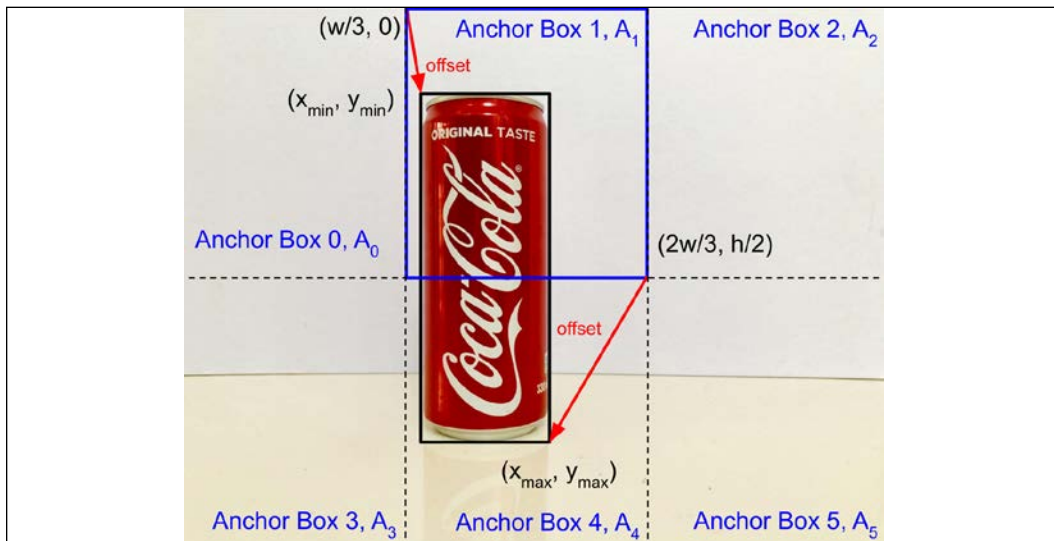 (w/3, 0)
Anchor Box 1, A₁
Anchor Box 2, A₂
offset
(xₘᵢₙ, yₘᵢₙ)
ORIGINAL TASTE
Coca-Cola
®
Anchor Box 0, A₀
(2w/3, h/2)
offset
(xₘₐₓ, yₘₐₓ)
Anchor Box 3, A₃
Anchor Box 4, A₄
Anchor Box 5, A₅